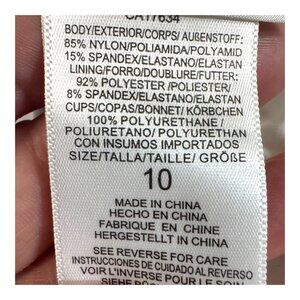 CA17634
BODY/EXTERIOR/CORPS/ AUßENSTOFF:
85% NYLON/POLIAMIDA/POLYAMID
15% SPANDEX/ELASTANO/ELASTAN
LINING/FORRO/DOUBLURE/FUTTER:
92% POLYESTER /POLIESTER/
8% SPANDEX/ELASTANO/ELASTAN
CUPS/COPAS/BONNET/ KÖRBCHEN
100% POLYURETHANE /
POLIURETANO/ POLYURETHAN
CON INSUMOS IMPORTADOS
SIZE/TALLA/TAILLE/ GRÖßE
10
MADE IN CHINA
HECHO EN CHINA
FABRIQUE EN CHINE
HERGESTELLT IN CHINA
SEE REVERSE FOR CARE
INSTRUCCIONES DE CUIDADO AL REVERSO
VOIR L'INVERSE POUR LE SOIN
SIEHE